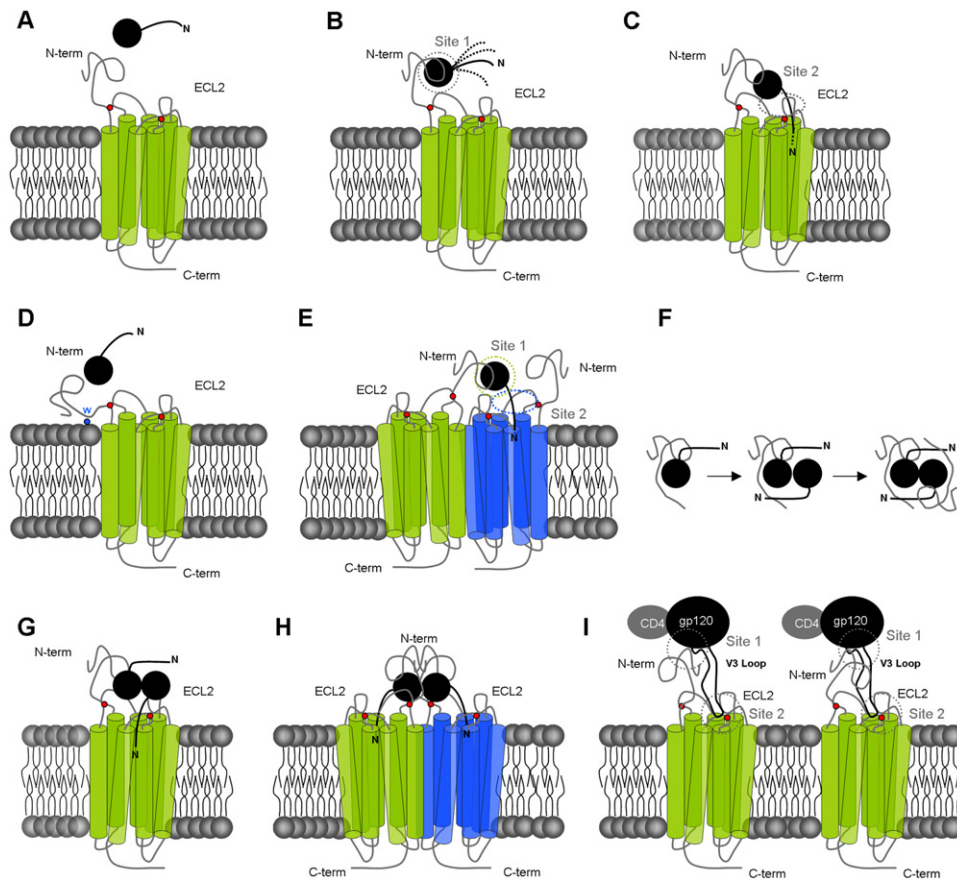 A
N
N-term
ECL2
C-term
B
Site 1
N-term
N
ECL2
C
N-term
Site 2
ECL2
N
C-term
D
N
N-term
ECL2
W
C-term
E
Site 1
N-term
N-term
ECL2
Site 2
N
C-term
F
N
N
N
N
N
G
N-term
N
ECL2
N
C-term
H
N-term
ECL2
ECL2
N
N
C-term
I
CD4
gp120
Site 1
N-term
V3 Loop
ECL2
Site 2
C-term
CD4
gp120
Site 1
N-term
V3 Loop
ECL2
Site 2
C-term